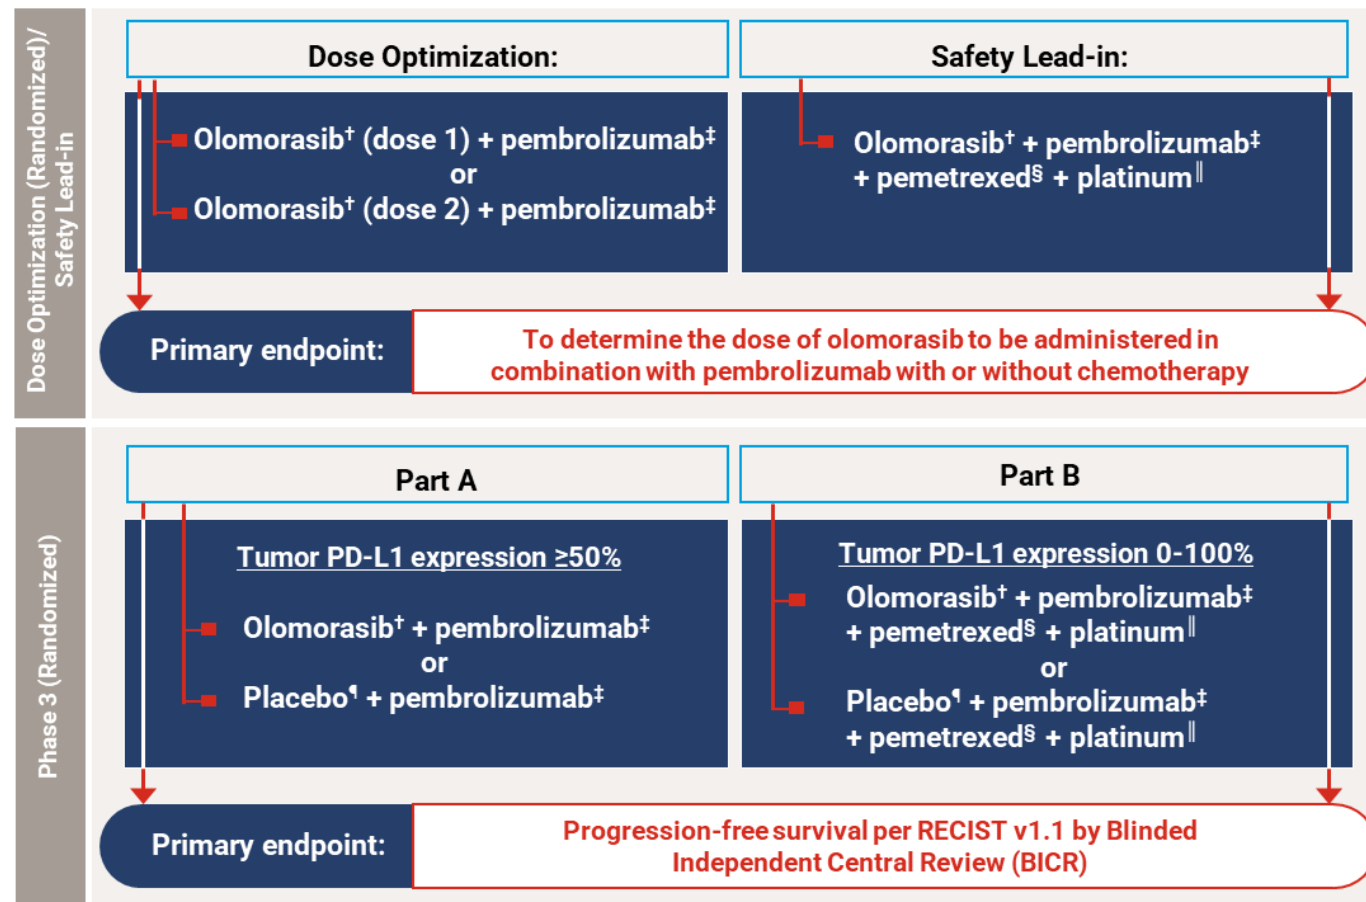 Dose Optimization (Randomized)/
Safety Lead-in
Dose Optimization:
Olomorasib† (dose 1) + pembrolizumab‡
or
Olomorasib† (dose 2) + pembrolizumab‡
Safety Lead-in:
Olomorasib† + pembrolizumab‡
+ pemetrexed§ + platinum‖
Primary endpoint:
To determine the dose of olomorasib to be administered in
combination with pembrolizumab with or without chemotherapy
Phase 3 (Randomized)
Part A
Tumor PD-L1 expression ≥50%
Olomorasib† + pembrolizumab‡
or
Placebo¶ + pembrolizumab‡
Part B
Tumor PD-L1 expression 0-100%
Olomorasib† + pembrolizumab‡
+ pemetrexed§ + platinum‖
or
Placebo¶ + pembrolizumab‡
+ pemetrexed§ + platinum‖
Primary endpoint:
Progression-free survival per RECIST v1.1 by Blinded
Independent Central Review (BICR)